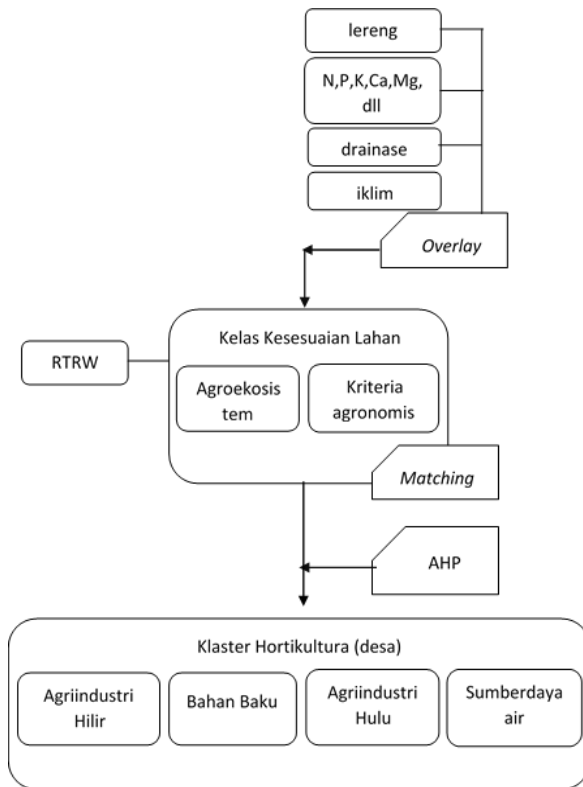 lereng
N,P,K,Ca,Mg,
dll
drainase
iklim
Overlay
Kelas Kesesuaian Lahan
RTRW
Agroekosis
tem
Kriteria
agronomis
Matching
AHP
Klaster Hortikultura (desa)
Agriindustri
Hilir
Bahan Baku
Agriindustri
Hulu
Sumberdaya
air